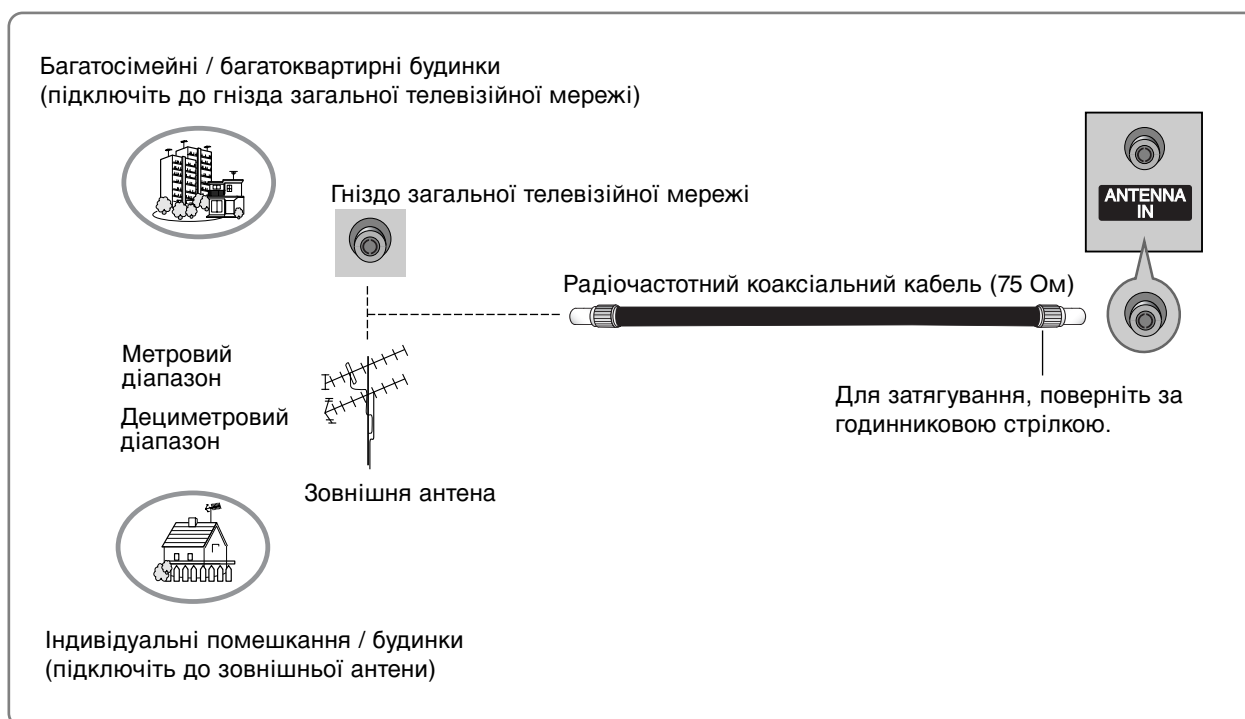 Багатосімейні / багатоквартирні будинки
(підключіть до гнізда загальної телевізійної мережі)
Гніздо загальної телевізійної мережі
ANTENNA
IN
Радіочастотний коаксіальний кабель (75 Ом)
Метровий
діапазон
Дециметровий
діапазон
Для затягування, поверніть за
годинниковою стрілкою.
Зовнішня антена
Індивідуальні помешкання / будинки
(підключіть до зовнішньої антени)